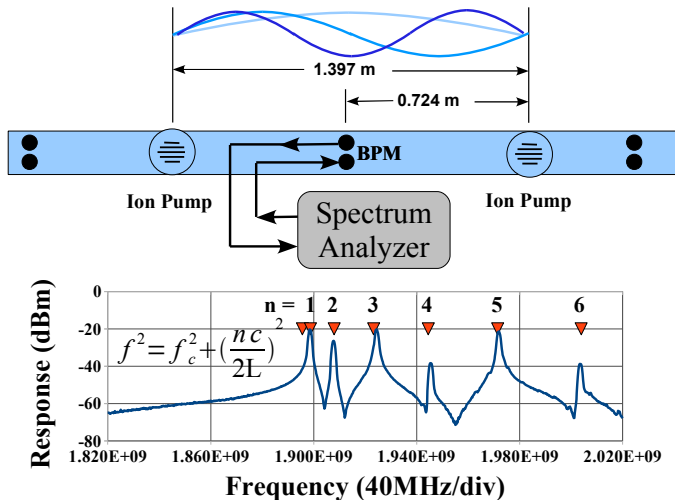 1.397 m
0.724 m
BPM
Ion Pump
Ion Pump
Spectrum
Analyzer
n = 1 2 3 4 5 6
f² = f_c² + (nc/2L)²
Response (dBm)
0
-20
-40
-60
-80
1.820E+09 1.860E+09 1.900E+09 1.940E+09 1.980E+09 2.020E+09
Frequency (40MHz/div)